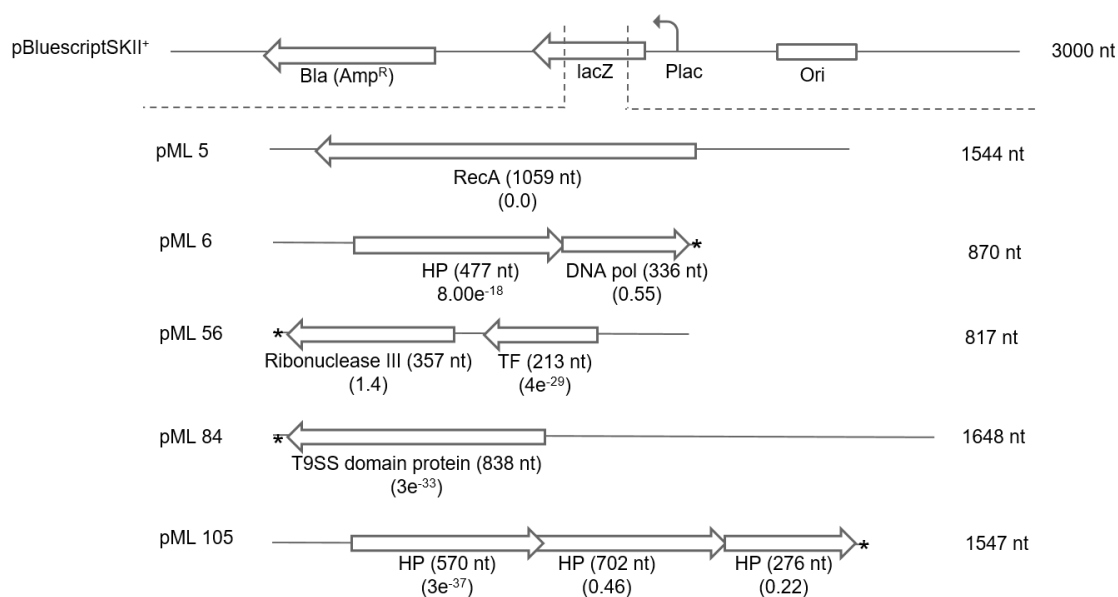 pBluescriptSKII⁺ 3000 nt
Bla (Ampᴿ) lacZ Plac Ori
pML 5 1544 nt
RecA (1059 nt)
(0.0)
pML 6 * 870 nt
HP (477 nt) DNA pol (336 nt)
8.00e⁻¹⁸ (0.55)
pML 56 * 817 nt
Ribonuclease III (357 nt) TF (213 nt)
(1.4) (4e⁻²⁹)
pML 84 * 1648 nt
T9SS domain protein (838 nt)
(3e⁻³³)
pML 105 * 1547 nt
HP (570 nt) HP (702 nt) HP (276 nt)
(3e⁻³⁷) (0.46) (0.22)